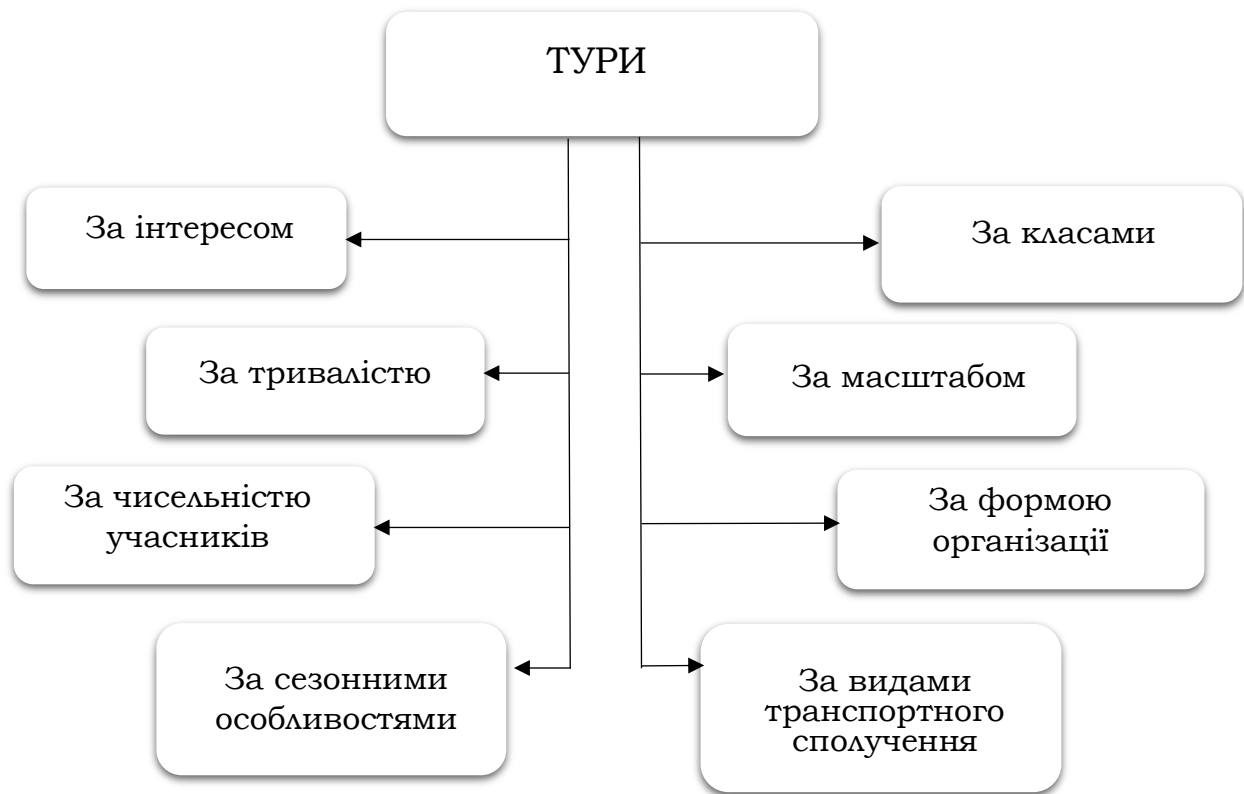 ТУРИ
За інтересом
За класами
За тривалістю
За масштабом
За чисельністю
учасників
За формою
організації
За сезонними
особливостями
За видами
транспортного
сполучення